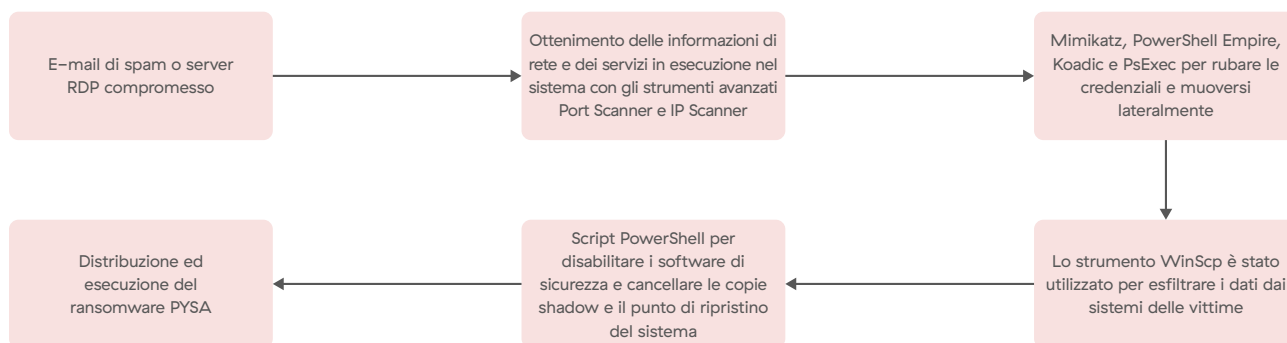 E-mail di spam o server
RDP compromesso
Ottenimento delle informazioni di
rete e dei servizi in esecuzione nel
sistema con gli strumenti avanzati
Port Scanner e IP Scanner
Mimikatz, PowerShell Empire,
Koadic e PsExec per rubare le
credenziali e muoversi
lateralmente
Lo strumento WinScp è stato
utilizzato per esfiltrare i dati dai
sistemi delle vittime
Script PowerShell per
disabilitare i software di
sicurezza e cancellare le copie
shadow e il punto di ripristino
del sistema
Distribuzione ed
esecuzione del
ransomware PYSA